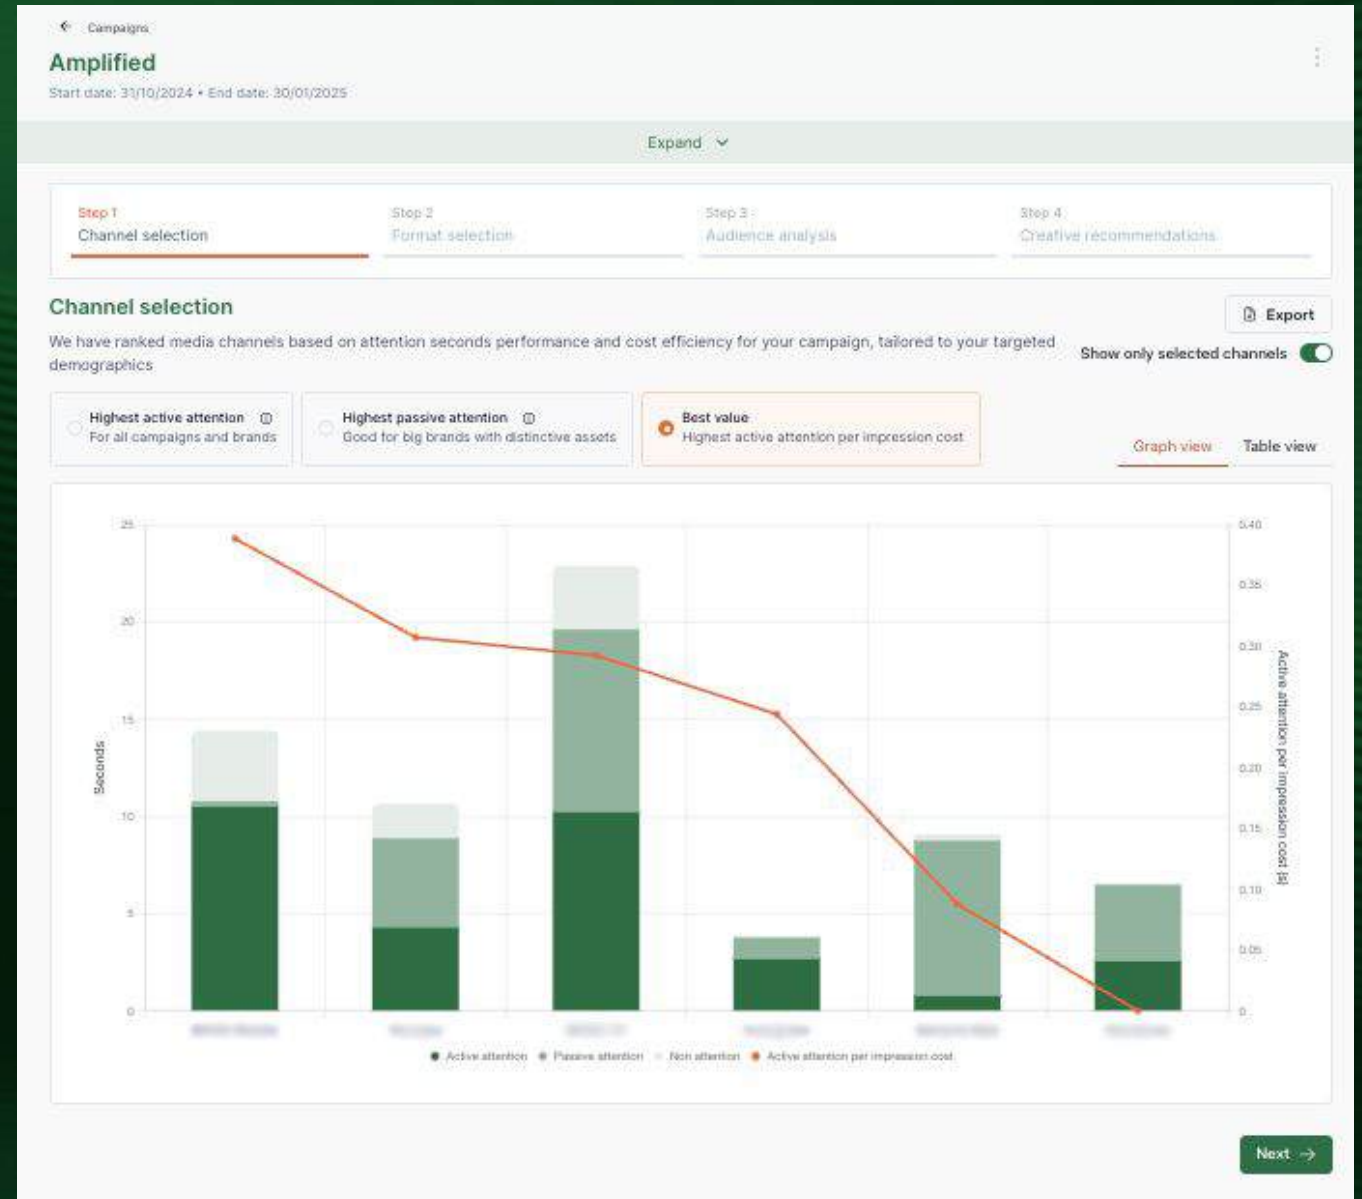 Campaigns
Amplified
Start date: 31/10/2024 • End date: 30/01/2025
Expand
Step 1
Channel selection
Step 2
Format selection
Step 3
Audience analysis
Step 4
Creative recommendations
Channel selection
Export
We have ranked media channels based on attention seconds performance and cost efficiency for your campaign, tailored to your targeted
demographics
Show only selected channels
Highest active attention
For all campaigns and brands
Highest passive attention
Good for big brands with distinctive assets
Best value
Highest active attention per impression cost
Graph view
Table view
25
20
15
10
5
0
Seconds
0.40
0.35
0.30
0.25
0.20
0.15
0.10
0.05
0
Active attention per impression cost (s)
Active attention
Passive attention
Non attention
Active attention per impression cost
Next